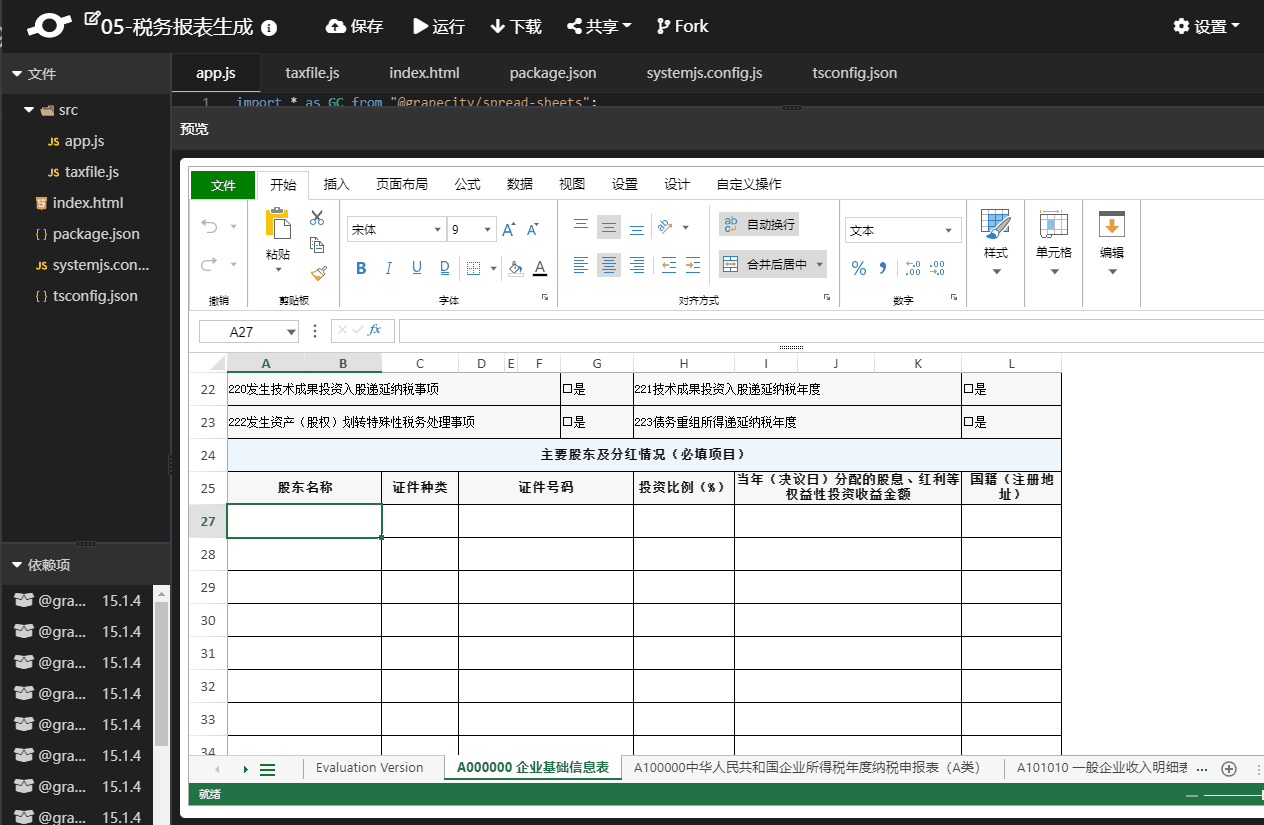 05-税务报表生成 保存 运行 下载 共享 Fork 设置
文件
src
app.js
taxfile.js
index.html
package.json
systemjs.con...
tsconfig.json
依赖项
@gra... 15.1.4
@gra... 15.1.4
@gra... 15.1.4
@gra... 15.1.4
@gra... 15.1.4
@gra... 15.1.4
@gra... 15.1.4
@gra... 15.1.4
app.js taxfile.js index.html package.json systemjs.config.js tsconfig.json
1 import * as GC from "@grapecity/spread-sheets";
预览
文件 开始 插入 页面布局 公式 数据 视图 设置 设计 自定义操作
宋体 9 自动换行 文本
粘贴 合并后居中 样式 单元格 编辑
B I U D A % 
撤销 剪贴板 字体 对齐方式 数字
A27 fx
A B C D E F G H I J K L
22 220发生技术成果投资入股递延纳税事项 是 221技术成果投资入股递延纳税年度 是
23 222发生资产（股权）划转特殊性税务处理事项 是 223债务重组所得递延纳税年度 是
24 主要股东及分红情况（必填项目）
25 股东名称 证件种类 证件号码 投资比例（%） 当年（决议日）分配的股息、红利等 国籍（注册地
权益性投资收益金额 址）
27
28
29
30
31
32
33
34
Evaluation Version A000000 企业基础信息表 A100000中华人民共和国企业所得税年度纳税申报表（A类） A101010 一般企业收入明细表 ...
就绪